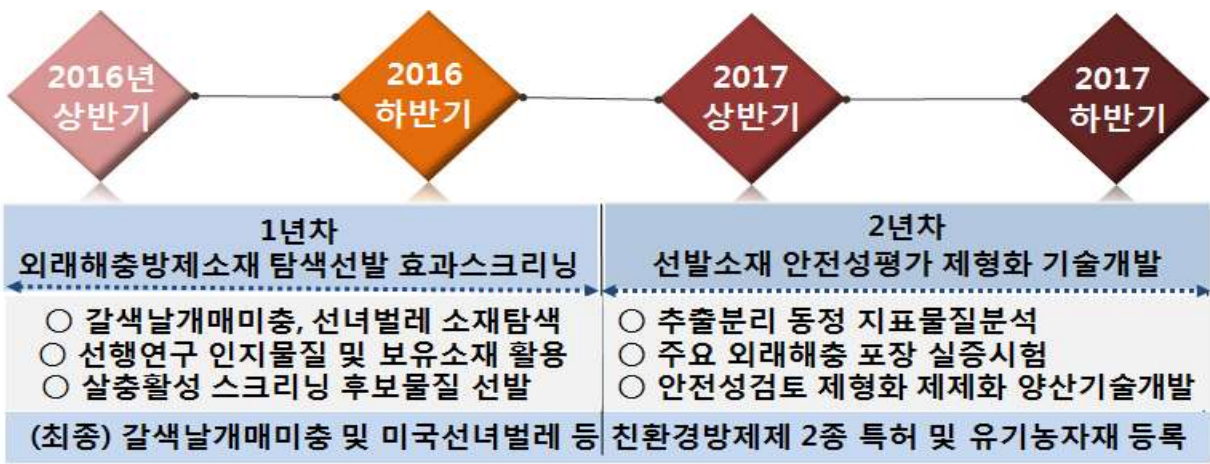 2016년
상반기
2016
하반기
2017
상반기
2017
하반기
1년차
외래해충방제소재 탐색선발 효과스크리닝
○ 갈색날개매미충, 선녀벌레 소재탐색
○ 선행연구 인지물질 및 보유소재 활용
○ 살충활성 스크리닝 후보물질 선발
2년차
선발소재 안전성평가 제형화 기술개발
○ 추출분리 동정 지표물질분석
○ 주요 외래해충 포장 실증시험
○ 안전성검토 제형화 제제화 양산기술개발
(최종) 갈색날개매미충 및 미국선녀벌레 등 친환경방제제 2종 특허 및 유기농자재 등록